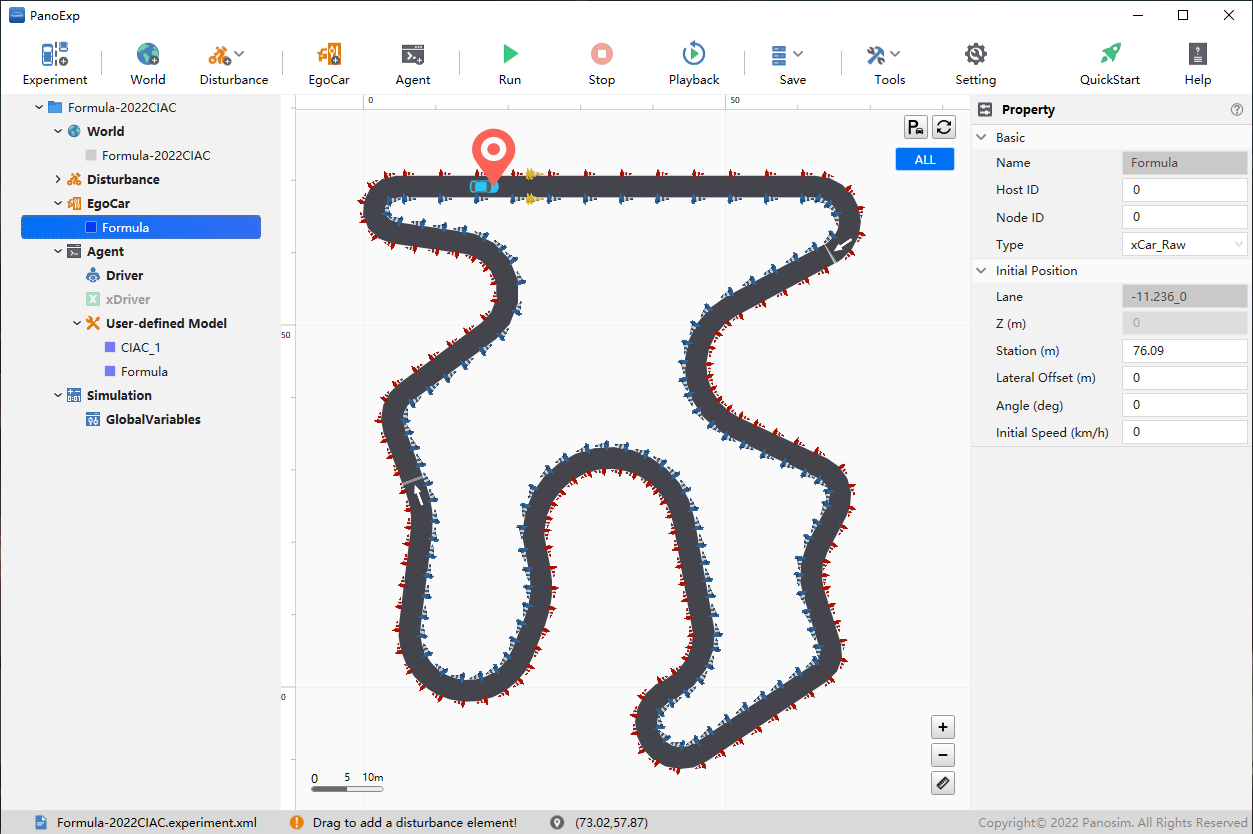 PanoExp
Experiment World Disturbance EgoCar Agent Run Stop Playback Save Tools Setting QuickStart Help
Formula-2022CIAC
World
Formula-2022CIAC
Disturbance
EgoCar
Formula
Agent
Driver
xDriver
User-defined Model
CIAC_1
Formula
Simulation
GlobalVariables
0 50
50
0
P
ALL
0 5 10m
+
−
Property ?
Basic
Name Formula
Host ID 0
Node ID 0
Type xCar_Raw
Initial Position
Lane -11.236_0
Z (m) 0
Station (m) 76.09
Lateral Offset (m) 0
Angle (deg) 0
Initial Speed (km/h) 0
Formula-2022CIAC.experiment.xml Drag to add a disturbance element! (73.02,57.87) Copyright© 2022 Panosim. All Rights Reserved